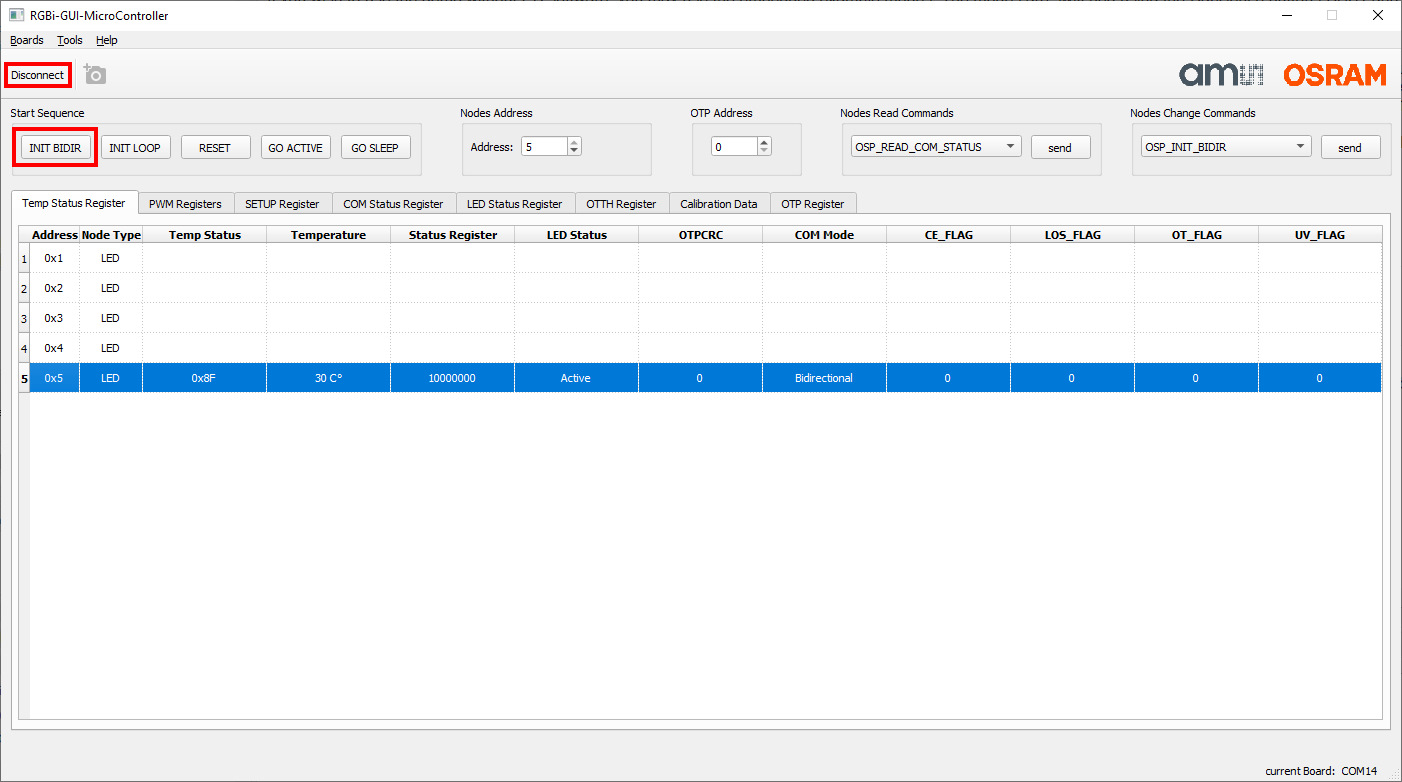 RGBi-GUI-MicroController
Boards Tools Help
Disconnect
am OSRAM
Start Sequence Nodes Address OTP Address Nodes Read Commands Nodes Change Commands
INIT BIDIR INIT LOOP RESET GO ACTIVE GO SLEEP Address: 5 0 OSP_READ_COM_STATUS send OSP_INIT_BIDIR send
Temp Status Register PWM Registers SETUP Register COM Status Register LED Status Register OTTH Register Calibration Data OTP Register
Address Node Type Temp Status Temperature Status Register LED Status OTPCRC COM Mode CE_FLAG LOS_FLAG OT_FLAG UV_FLAG
1 0x1 LED
2 0x2 LED
3 0x3 LED
4 0x4 LED
5 0x5 LED 0x8F 30 C° 10000000 Active 0 Bidirectional 0 0 0 0
current Board: COM14